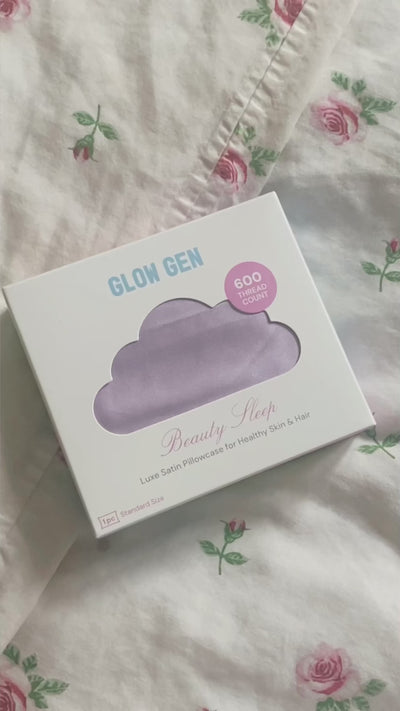 GLOW GEN
600
THREAD
COUNT
Beauty Sleep
Luxe Satin Pillowcase for Healthy Skin & Hair
1pc Standard Size